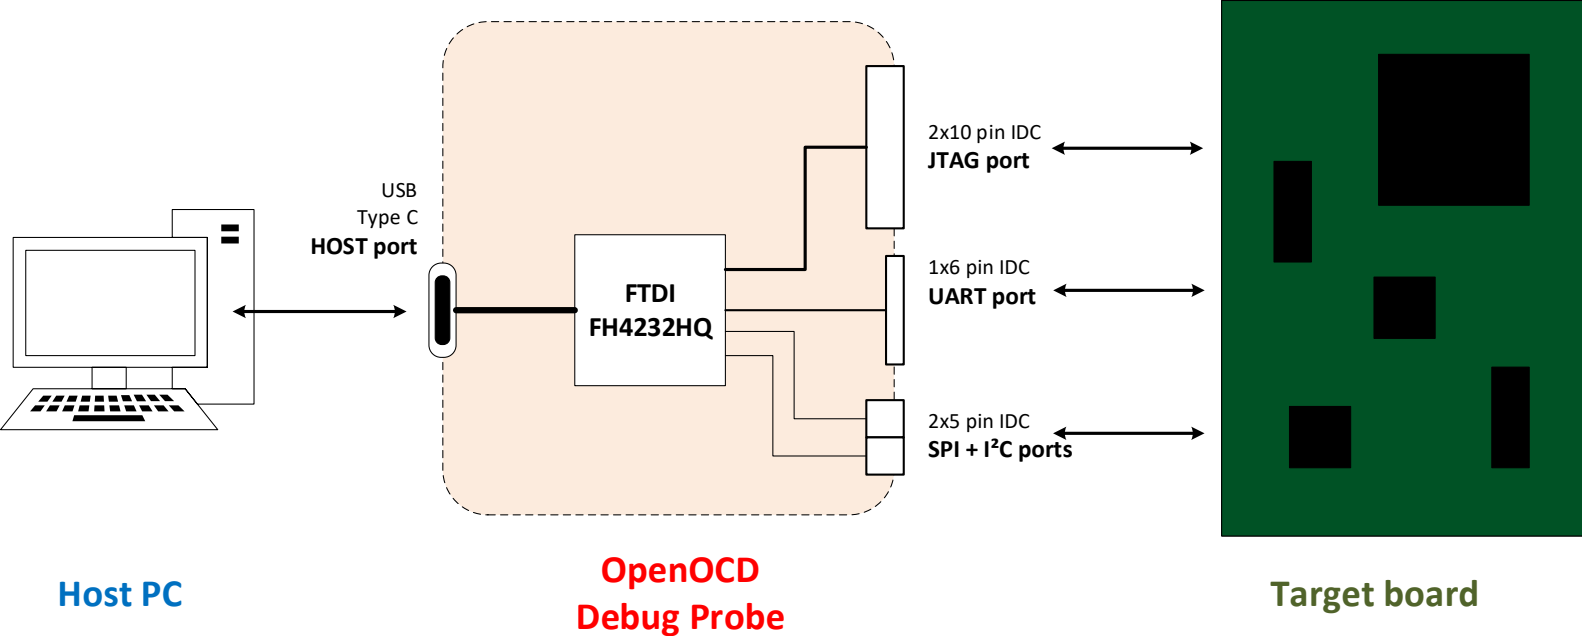 USB
Type C
HOST port
FTDI
FH4232HQ
2x10 pin IDC
JTAG port
1x6 pin IDC
UART port
2x5 pin IDC
SPI + I²C ports
Host PC
OpenOCD
Debug Probe
Target board